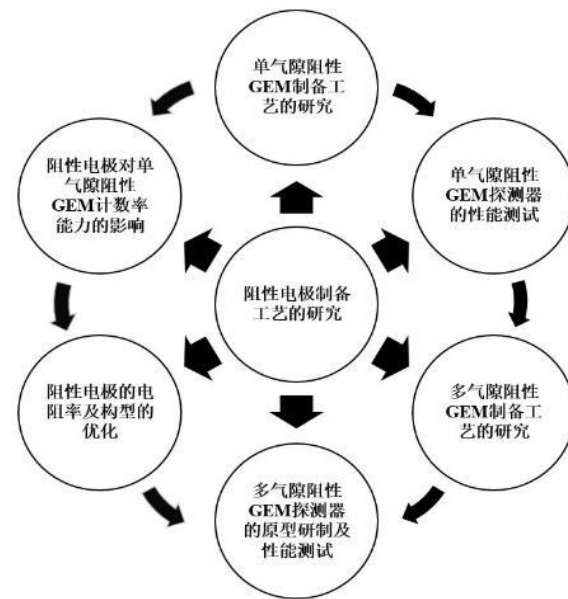 单气隙阻性
GEM制备工
艺的研究
阻性电极对单
气隙阻性
GEM计数率
能力的影响
单气隙阻性
GEM探测器
的性能测试
阻性电极制备
工艺的研究
阻性电极的电
阻率及构型的
优化
多气隙阻性
GEM制备工
艺的研究
多气隙阻性
GEM探测器
的原型研制及
性能测试